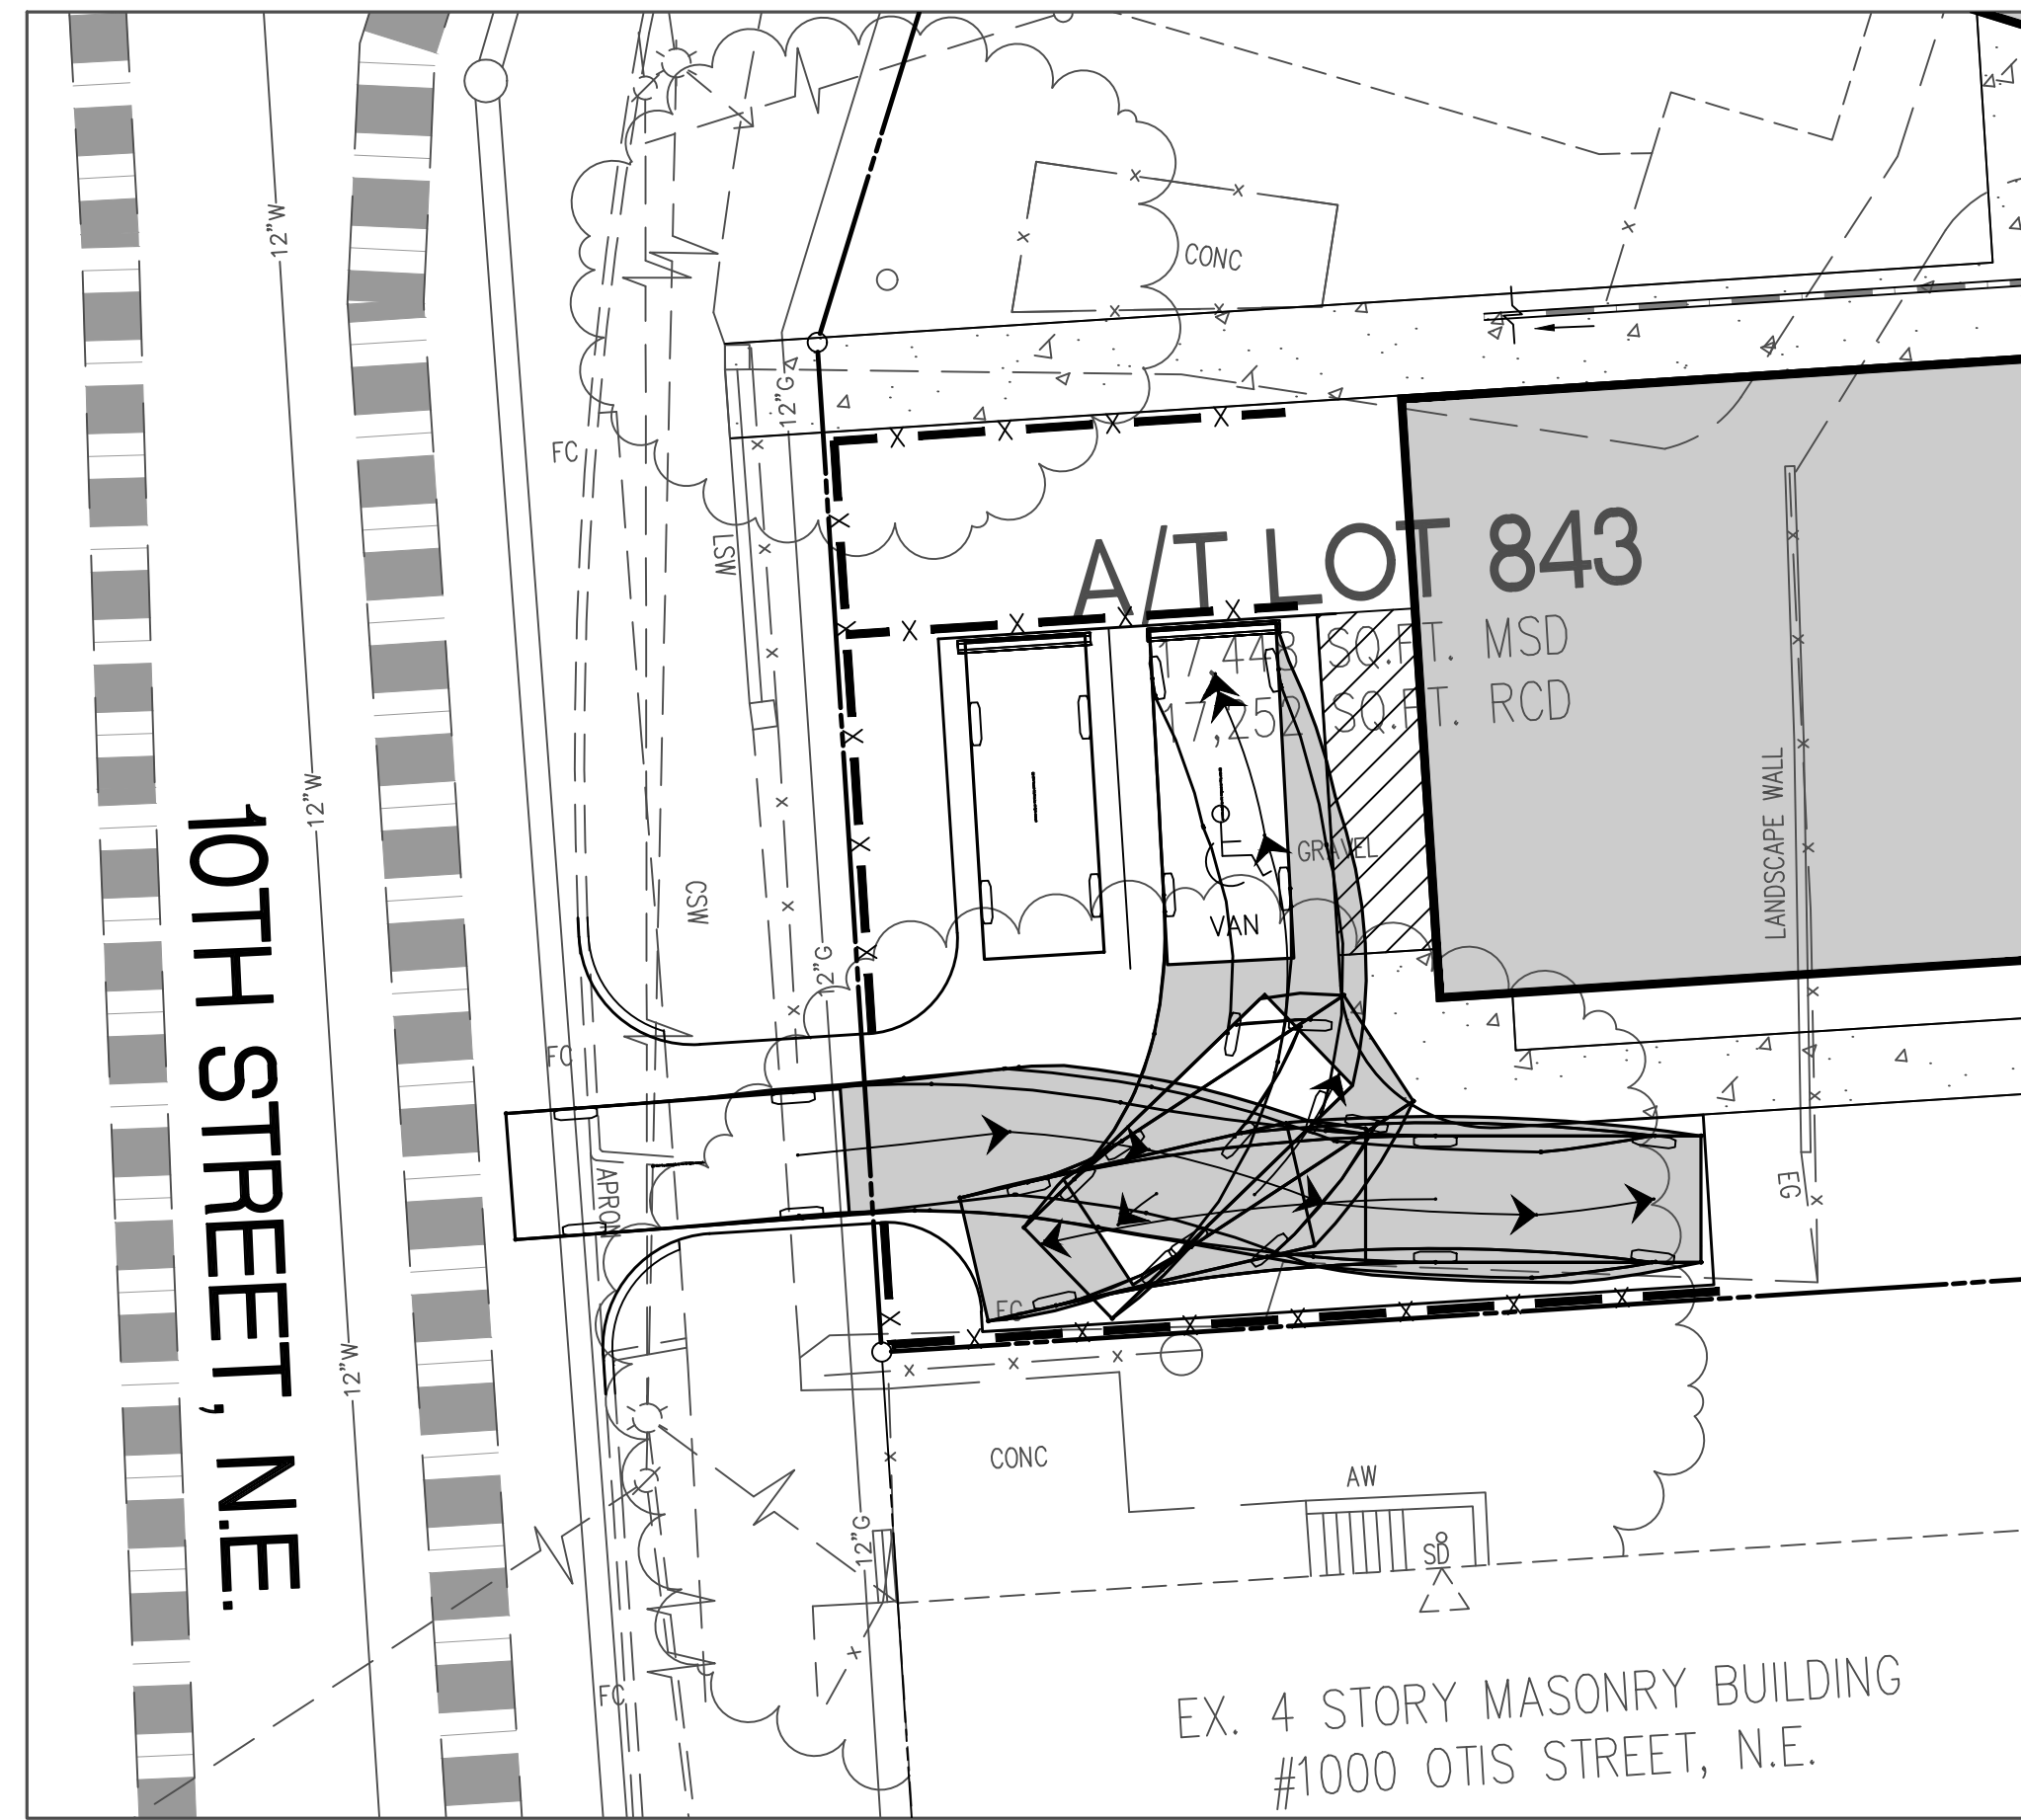 12"W
CONC
12"G
FC
LSW
A/T LOT 843
17,443 SQ.FT. MSD
17,252 SQ.FT. RCD
12"W
10TH STREET, N.E.
CSW
12"G
GRAVEL
VAN
LANDSCAPE WALL
FC
APRON
EG
EC
12"W
CONC
AW
12"G
SD
FC
EX. 4 STORY MASONRY BUILDING
#1000 OTIS STREET, N.E.